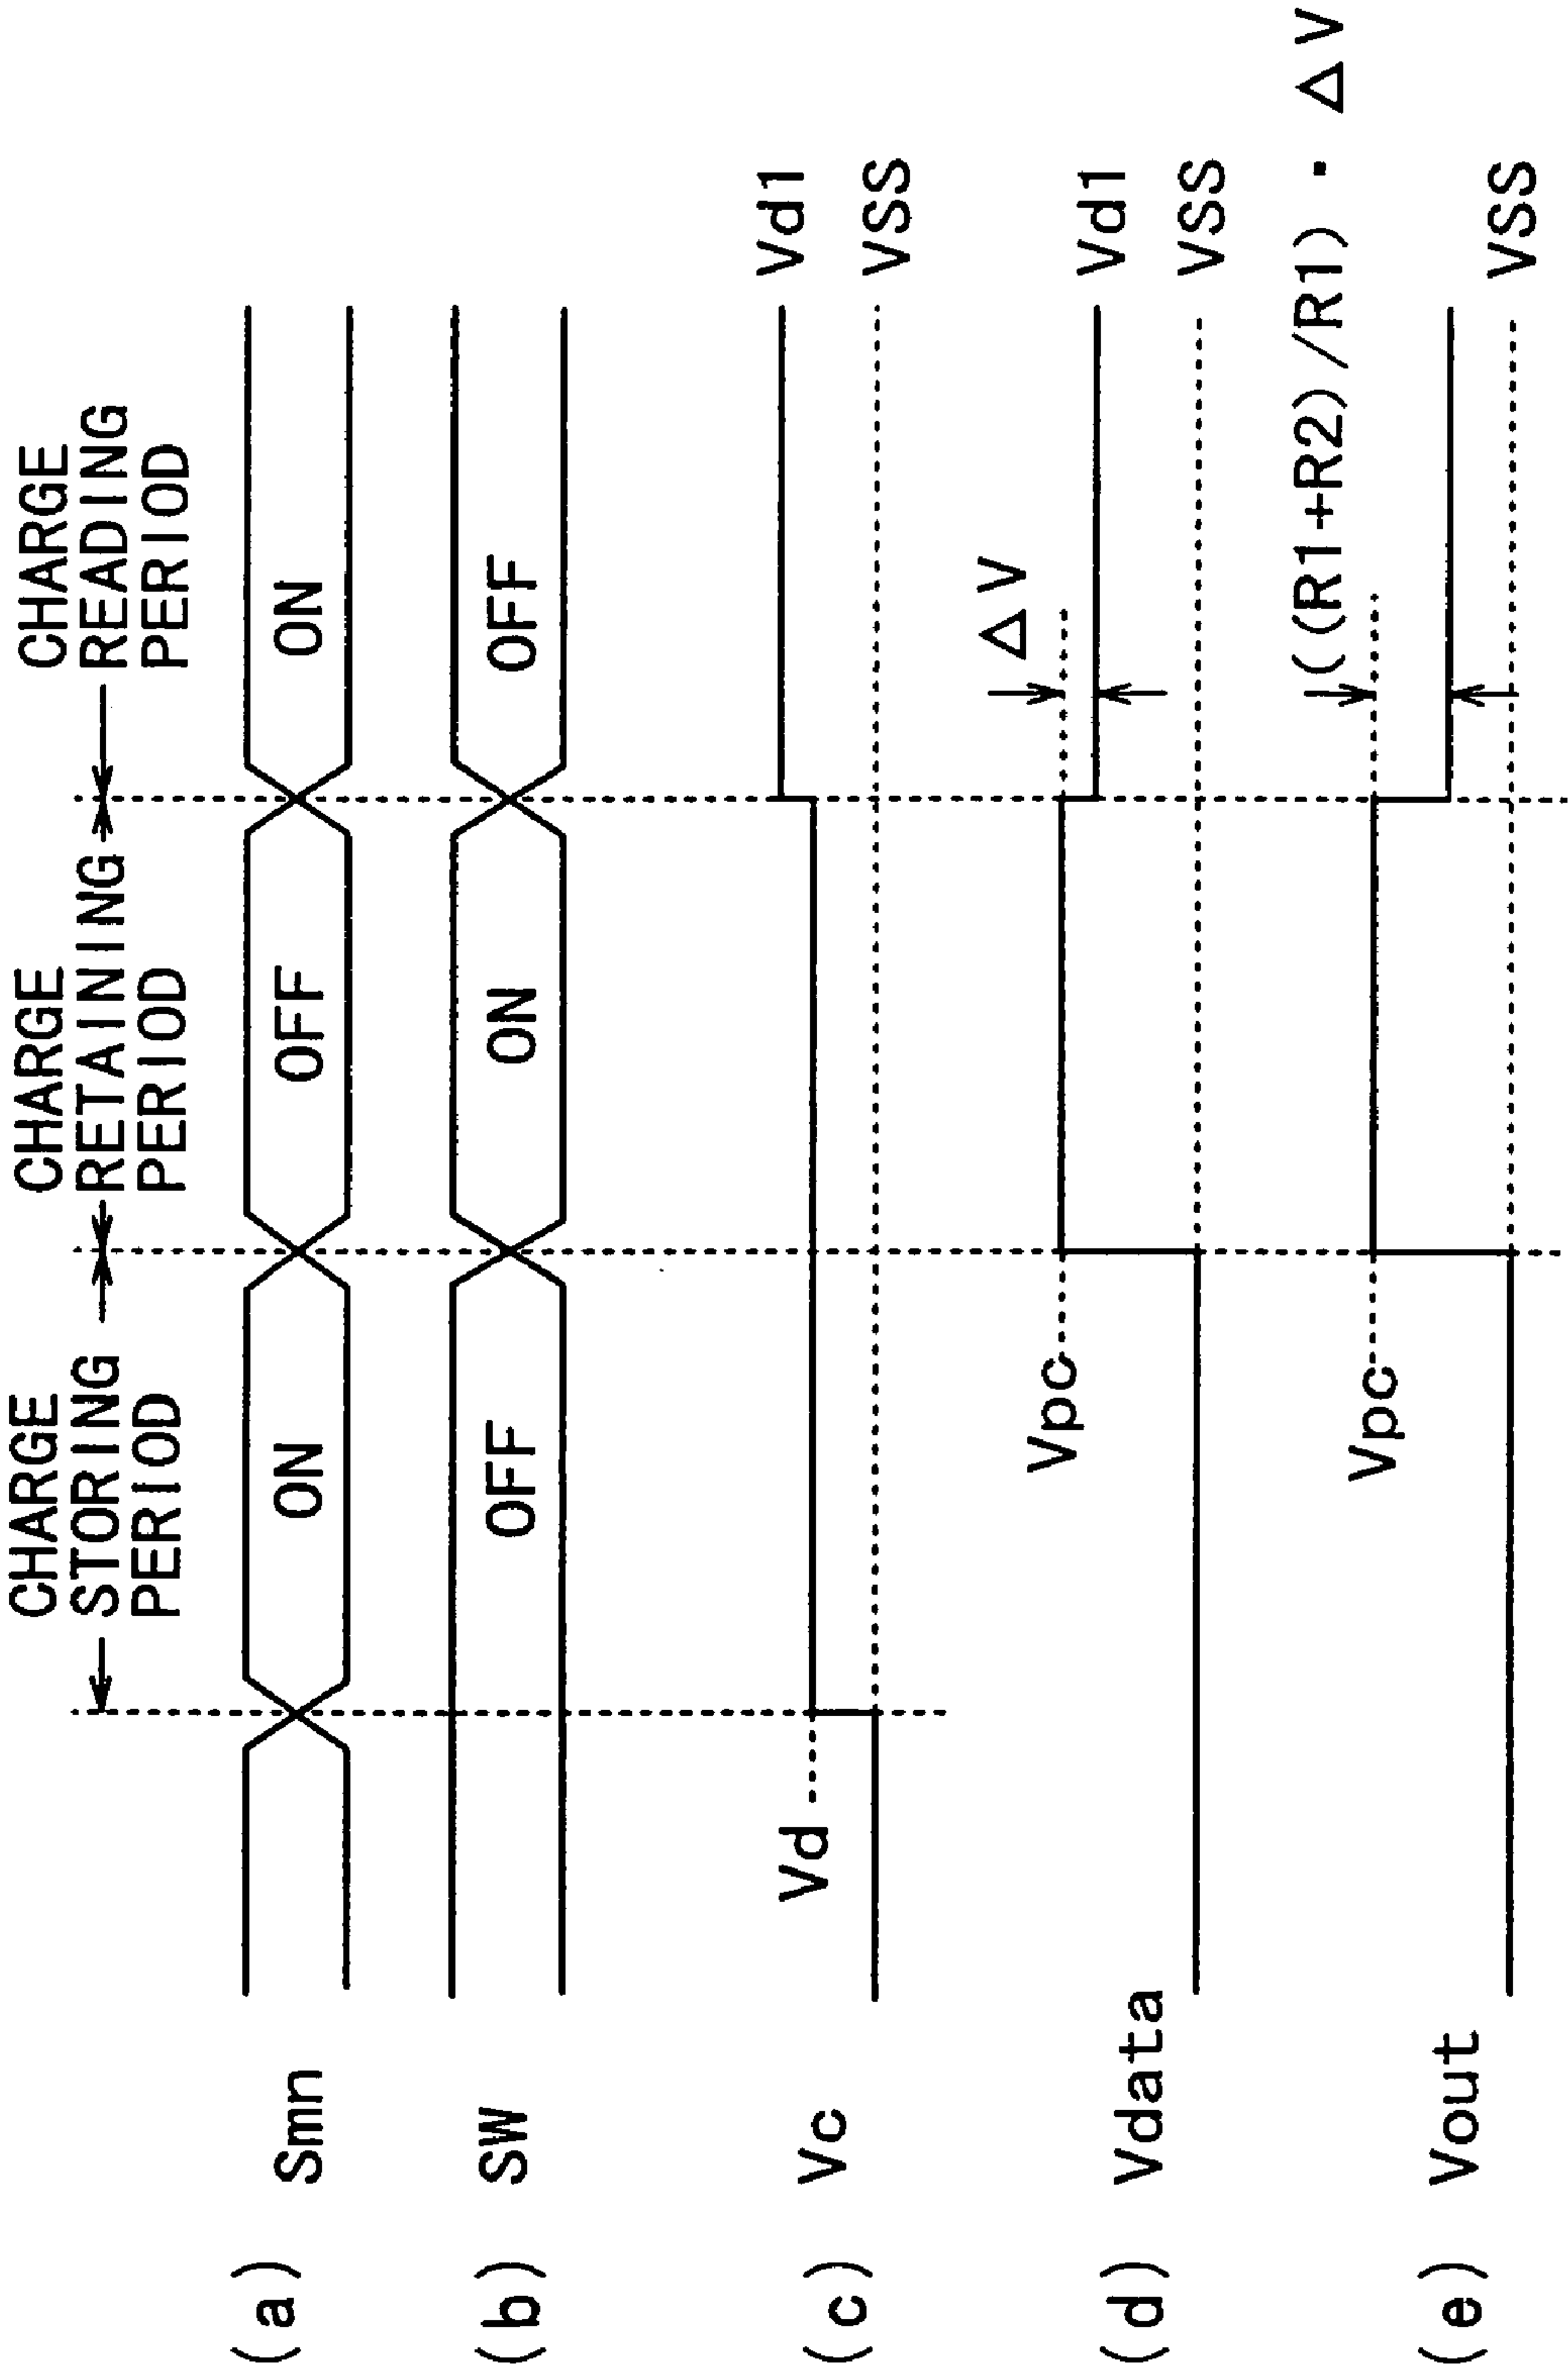 CHARGE
STORING
PERIOD
CHARGE
RETAINING
PERIOD
CHARGE
READING
PERIOD
(a) Smn
ON
OFF
ON
(b) SW
OFF
ON
OFF
(c) Vc
Vd
Vd1
VSS
(d) Vdata
Vpc
ΔV
Vd1
VSS
(e) Vout
Vpc
((R1+R2)/R1)・ΔV
VSS